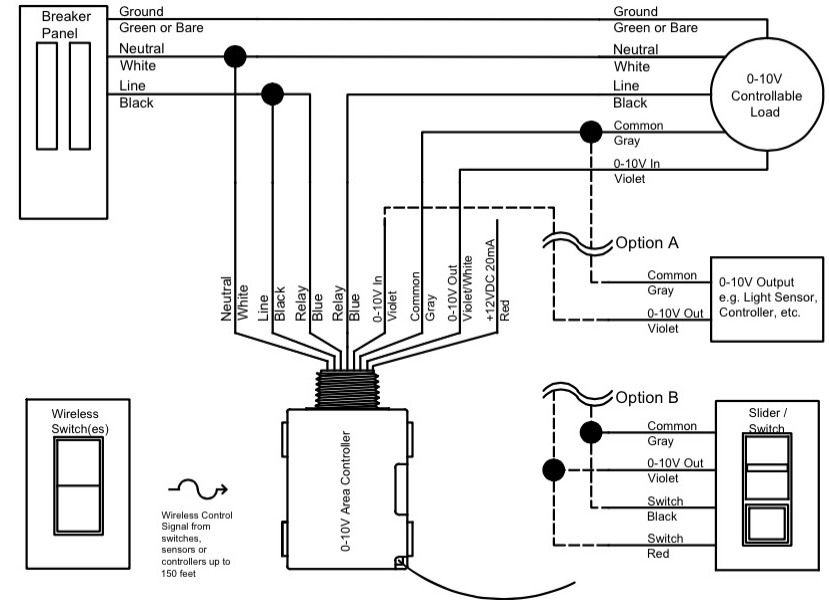 Breaker
Panel
Ground
Green or Bare
Neutral
White
Line
Black
Ground
Green or Bare
Neutral
White
Line
Black
Common
Gray
0-10V In
Violet
0-10V
Controllable
Load
Neutral
White
Line
Black
Relay
Blue
Relay
Blue
0-10V In
Violet
Common
Gray
0-10V Out
Violet/White
+12VDC 20mA
Red
Option A
Common
Gray
0-10V Out
Violet
0-10V Output
e.g. Light Sensor,
Controller, etc.
Option B
Common
Gray
0-10V Out
Violet
Switch
Black
Switch
Red
Slider /
Switch
Wireless
Switch(es)
Wireless Control
Signal from
switches,
sensors or
controllers up to
150 feet
0-10V Area Controller